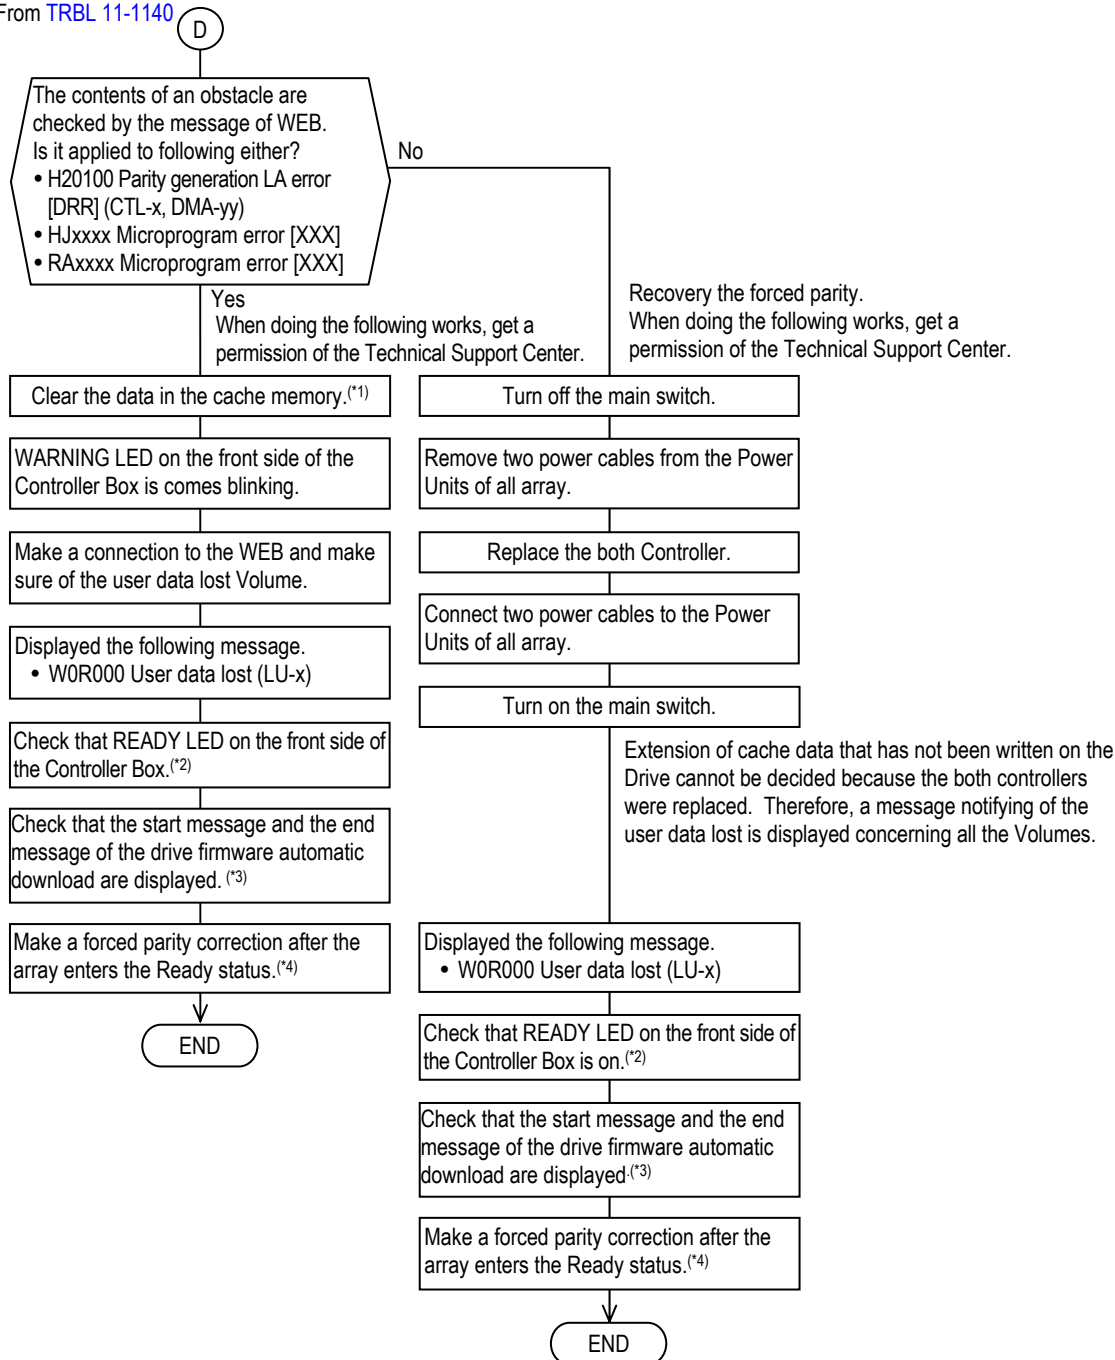 From TRBL 11-1140
D
The contents of an obstacle are
checked by the message of WEB.
Is it applied to following either?
• H20100 Parity generation LA error
[DRR] (CTL-x, DMA-yy)
• HJxxxx Microprogram error [XXX]
• RAxxxx Microprogram error [XXX]
No
Yes
When doing the following works, get a
permission of the Technical Support Center.
Clear the data in the cache memory.(*1)
WARNING LED on the front side of the
Controller Box is comes blinking.
Make a connection to the WEB and make
sure of the user data lost Volume.
Displayed the following message.
• W0R000 User data lost (LU-x)
Check that READY LED on the front side of
the Controller Box.(*2)
Check that the start message and the end
message of the drive firmware automatic
download are displayed. (*3)
Make a forced parity correction after the
array enters the Ready status.(*4)
END
Recovery the forced parity.
When doing the following works, get a
permission of the Technical Support Center.
Turn off the main switch.
Remove two power cables from the Power
Units of all array.
Replace the both Controller.
Connect two power cables to the Power
Units of all array.
Turn on the main switch.
Extension of cache data that has not been written on the
Drive cannot be decided because the both controllers
were replaced. Therefore, a message notifying of the
user data lost is displayed concerning all the Volumes.
Displayed the following message.
• W0R000 User data lost (LU-x)
Check that READY LED on the front side of
the Controller Box is on.(*2)
Check that the start message and the end
message of the drive firmware automatic
download are displayed.(*3)
Make a forced parity correction after the
array enters the Ready status.(*4)
END